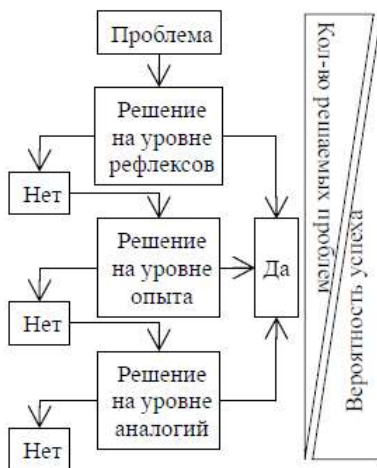 Проблема
Решение
на уровне
рефлексов
Нет
Решение
на уровне
опыта
Да
Нет
Решение
на уровне
аналогий
Нет
Кол-во решаемых проблем
Вероятность успеха